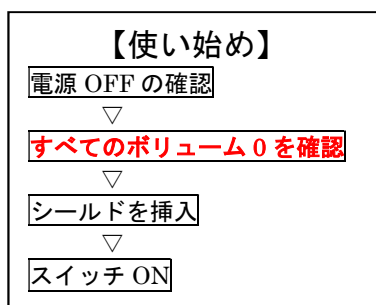 【使い始め】
電源 OFF の確認
▽
すべてのボリューム 0 を確認
▽
シールドを挿入
▽
スイッチ ON